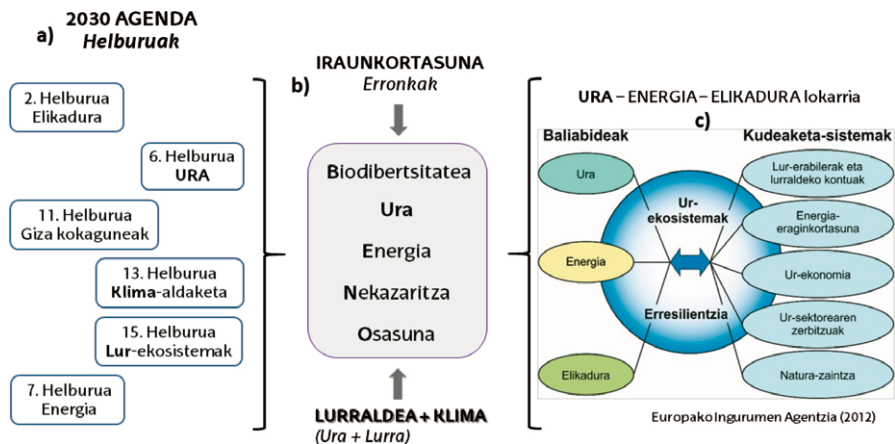 2030 AGENDA
a)
Helburuak
2. Helburua
Elikadura
6. Helburua
URA
11. Helburua
Giza kokaguneak
13. Helburua
Klima-aldaketa
15. Helburua
Lur-ekosistemak
7. Helburua
Energia
IRAUNKORTASUNA
b)
Erronkak
Biodibertsitatea
Ura
Energia
Nekazaritza
Osasuna
LURRALDEA + KLIMA
(Ura + Lurra)
URA – ENERGIA – ELIKADURA lokarria
c)
Baliabideak
Kudeaketa-sistemak
Ura
Energia
Elikadura
Ur-
ekosistemak
Erresilientzia
Lur-erabilerak eta
lurraldeko kontuak
Energia-
eraginkortasuna
Ur-ekonomia
Ur-sektorearen
zerbitzuak
Natura-zaintza
Europako Ingurumen Agentzia (2012)